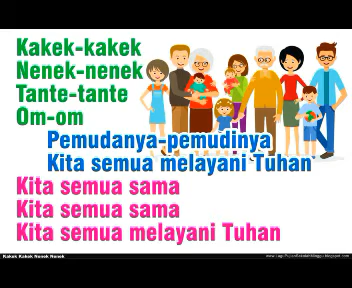 Kakek-kakek
Nenek-nenek
Tante-tante
Om-om
Pemudanya-pemudinya
Kita semua melayani Tuhan
Kita semua sama
Kita semua sama
Kita semua melayani Tuhan
Kakek Kakek Nenek Nenek